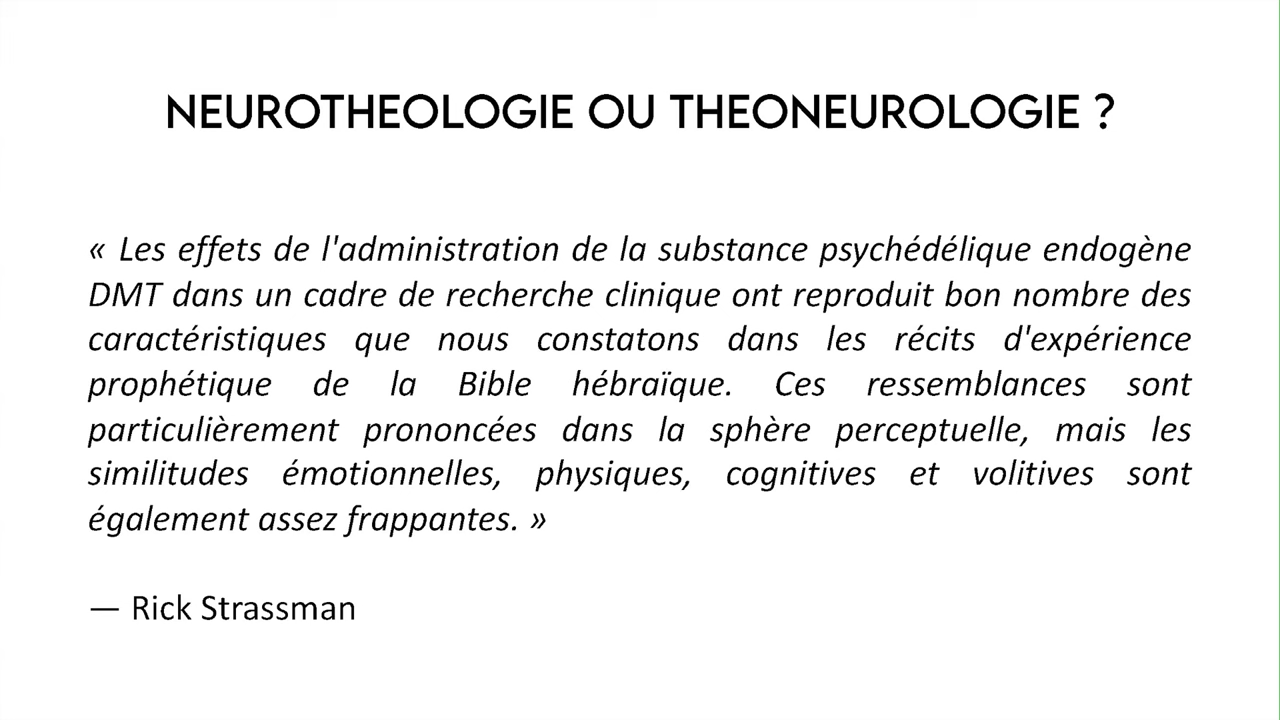 NEUROTHEOLOGIE OU THEONEUROLOGIE ?
« Les effets de l'administration de la substance psychédélique endogène
DMT dans un cadre de recherche clinique ont reproduit bon nombre des
caractéristiques que nous constatons dans les récits d'expérience
prophétique de la Bible hébraïque. Ces ressemblances sont
particulièrement prononcées dans la sphère perceptuelle, mais les
similitudes émotionnelles, physiques, cognitives et volitives sont
également assez frappantes. »
— Rick Strassman